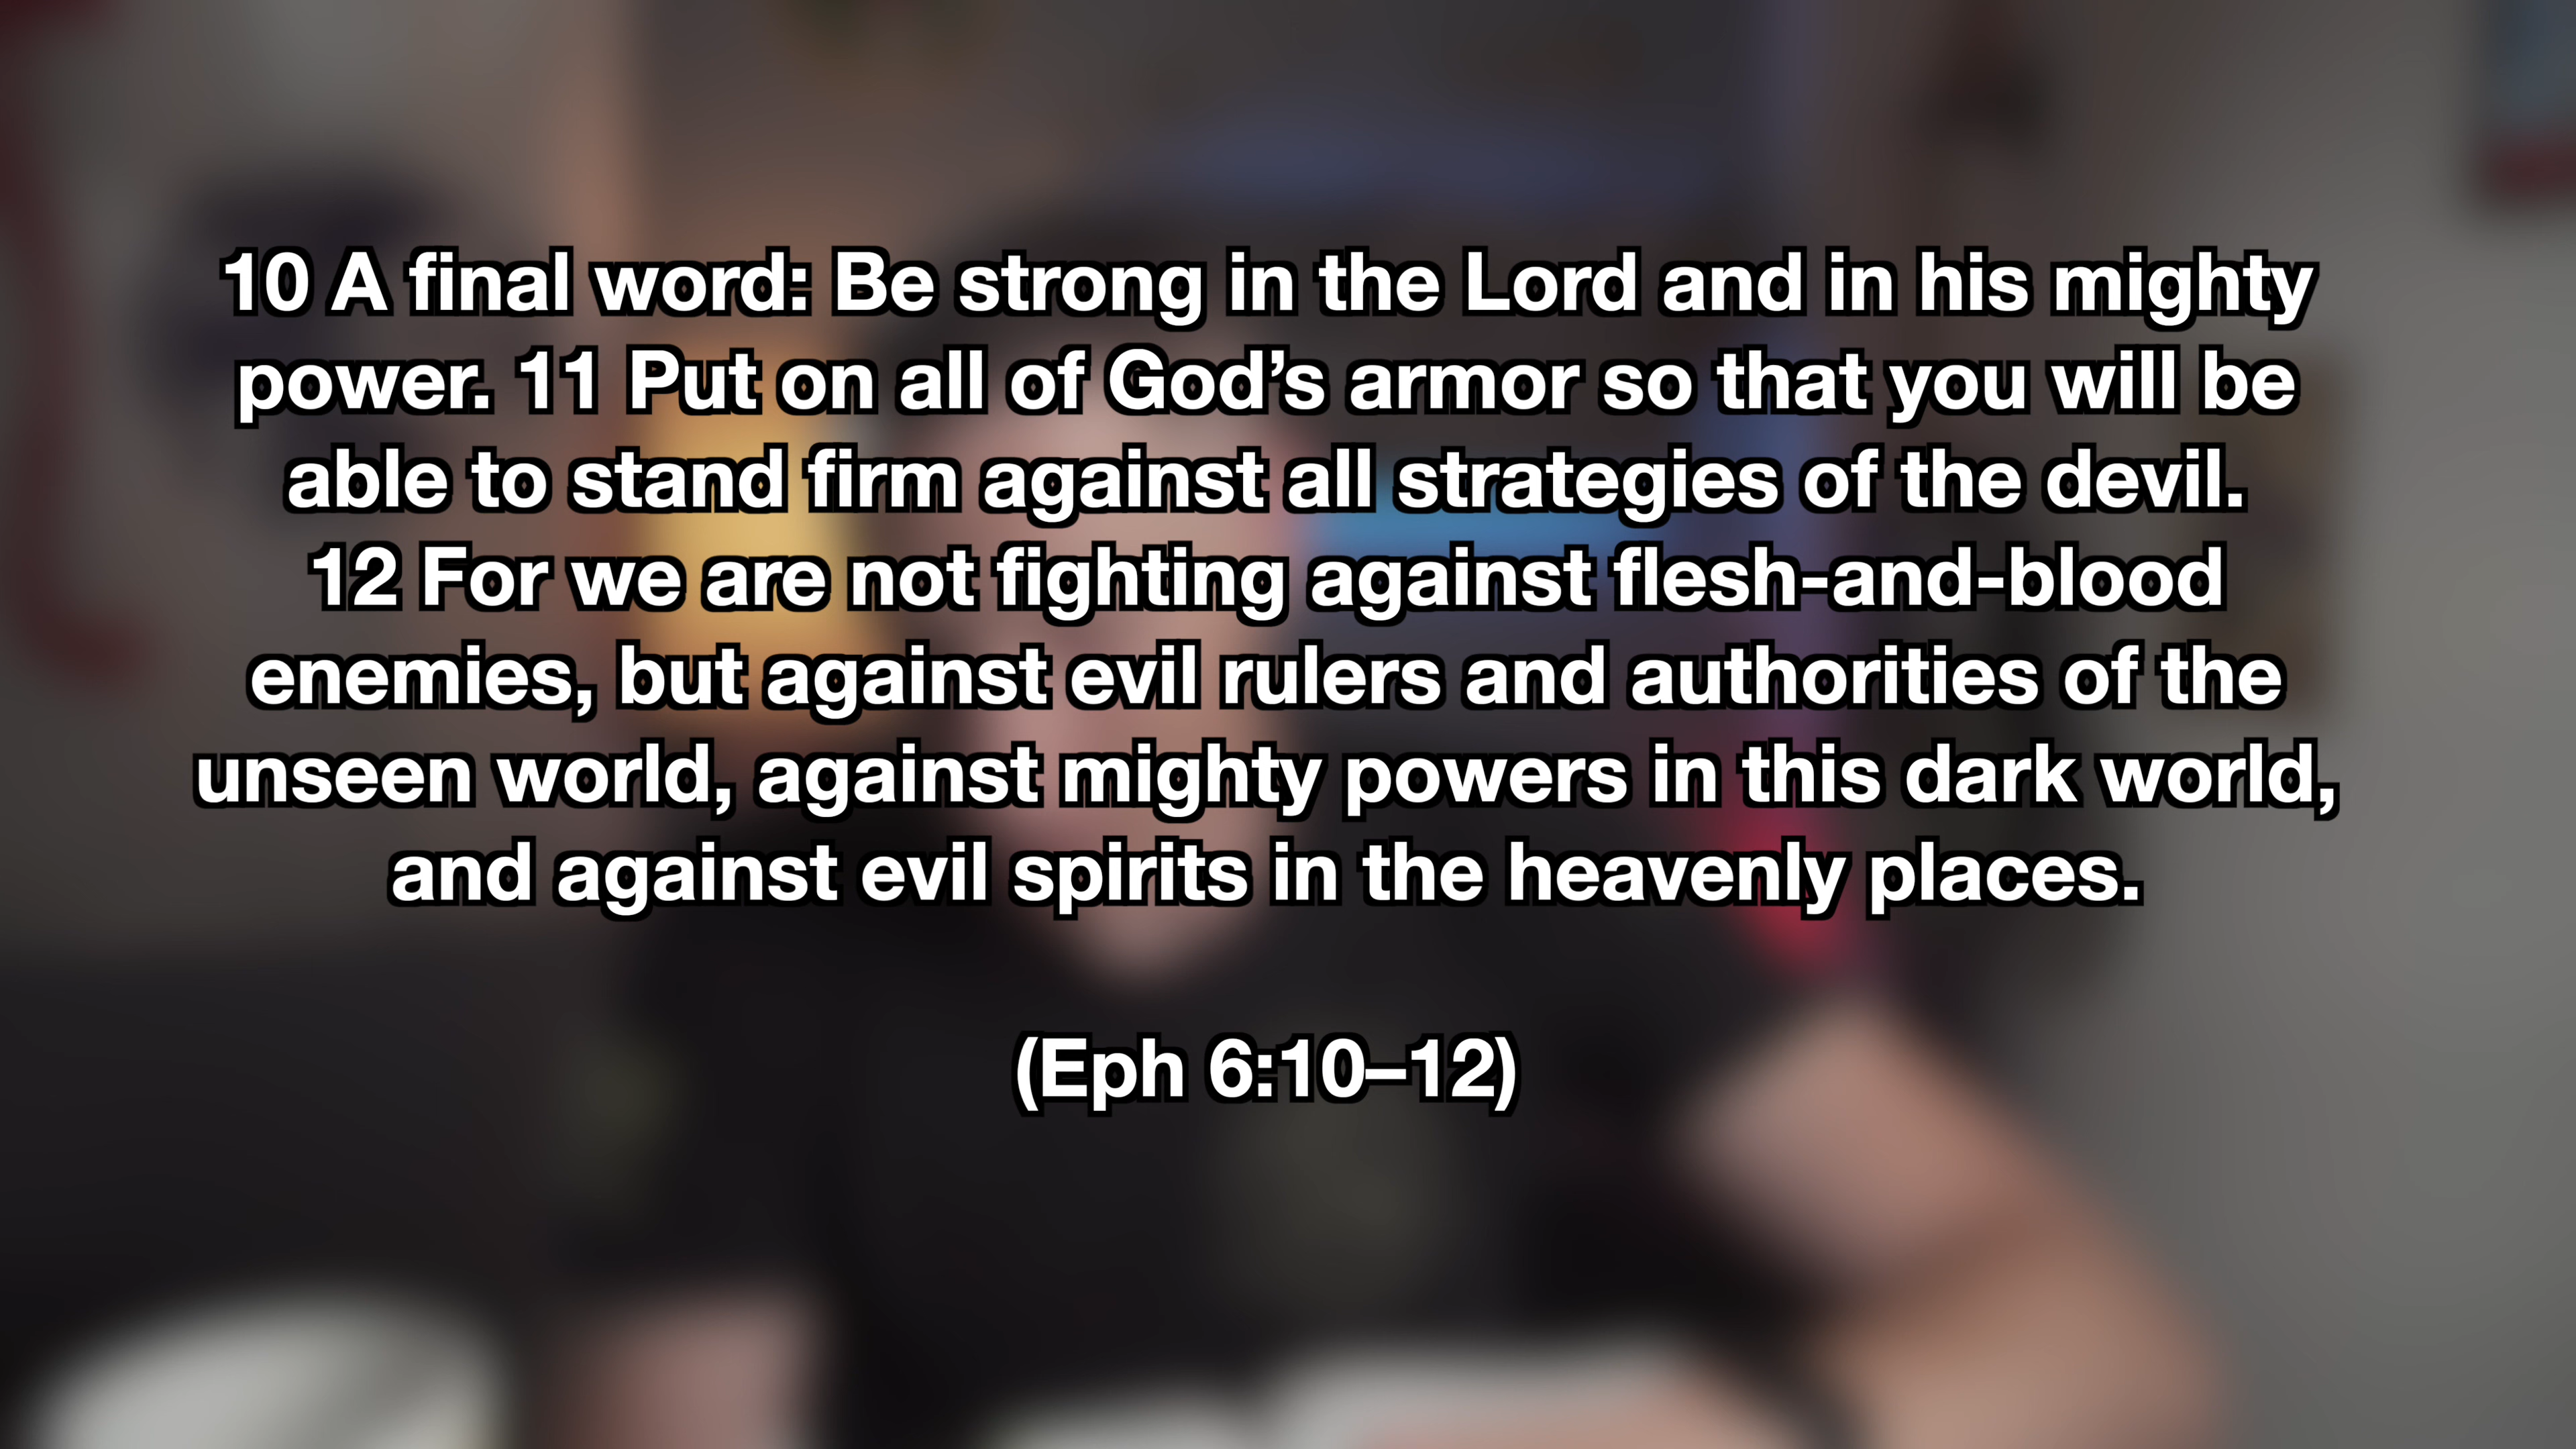 10 A final word: Be strong in the Lord and in his mighty
power. 11 Put on all of God’s armor so that you will be
able to stand firm against all strategies of the devil.
12 For we are not fighting against flesh-and-blood
enemies, but against evil rulers and authorities of the
unseen world, against mighty powers in this dark world,
and against evil spirits in the heavenly places.
(Eph 6:10–12)